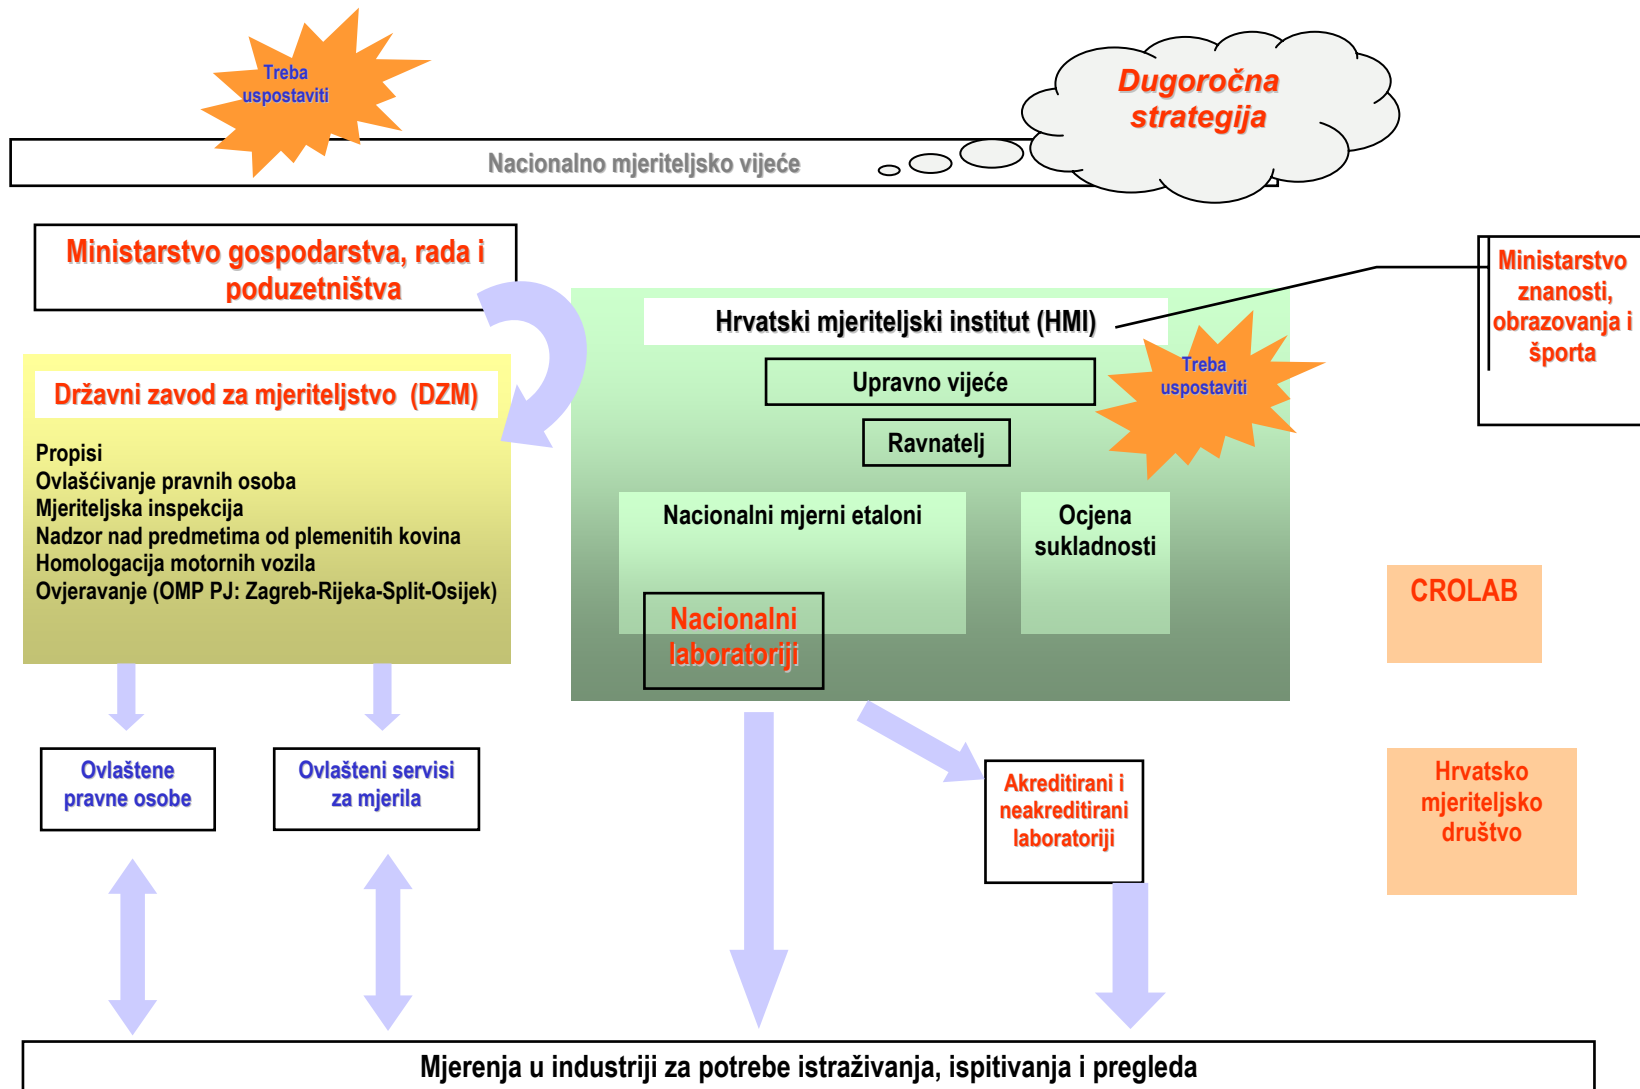 Treba
uspostaviti
Dugoročna
strategija
Nacionalno mjeriteljsko vijeće
Ministarstvo gospodarstva, rada i
poduzetništva
Ministarstvo
znanosti,
obrazovanja i
športa
Hrvatski mjeriteljski institut (HMI)
Upravno vijeće
Treba
uspostaviti
Ravnatelj
Državni zavod za mjeriteljstvo (DZM)
Propisi
Ovlašćivanje pravnih osoba
Mjeriteljska inspekcija
Nadzor nad predmetima od plemenitih kovina
Homologacija motornih vozila
Ovjeravanje (OMP PJ: Zagreb-Rijeka-Split-Osijek)
Nacionalni mjerni etaloni
Ocjena
sukladnosti
Nacionalni
laboratoriji
CROLAB
Ovlaštene
pravne osobe
Ovlašteni servisi
za mjerila
Akreditirani i
neakreditirani
laboratoriji
Hrvatsko
mjeriteljsko
društvo
Mjerenja u industriji za potrebe istraživanja, ispitivanja i pregleda